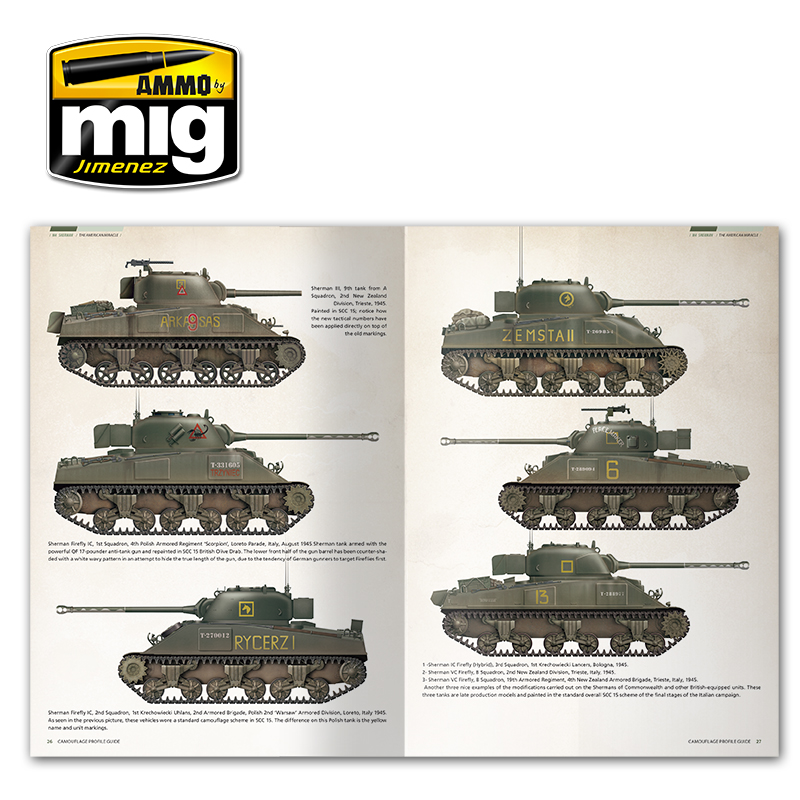 AMMO by
mig
Jimenez
THE AMERICAN MIRACLE
THE AMERICAN MIRACLE
Sherman III, 9th tank from A
Squadron, 2nd New Zealand
Division, Trieste, 1945.
Painted in SCC 15; notice how
the new tactical numbers have
been applied directly on top of
the old markings.
ARKA9SAS
T-331605
Sherman Firefly IC, 1st Squadron, 4th Polish Armored Regiment 'Scorpion', Loreto Parade, Italy, August 1945.Sherman tank armed with the
powerful QF 17-pounder anti-tank gun and repainted in SCC 15 British Olive Drab. The lower front half of the gun barrel has been counter-sha-
ded with a white wavy pattern in an attempt to hide the true length of the gun, due to the tendency of German gunners to target Fireflies first.
T-270012
RYCERZ I
Sherman Firefly IC, 2nd Squadron, 1st Krechowiecki Uhlans, 2nd Armored Brigade, Polish 2nd "Warsaw" Armored Division, Loreto, Italy 1945.
As seen in the previous picture, these vehicles wore a standard camouflage scheme in SCC 15. The difference on this Polish tank is the yellow
name and unit markings.
26 CAMOUFLAGE PROFILE GUIDE
ZEMSTA II
6
13
1 -Sherman IC Firefly (Hybrid), 3rd Squadron, 1st Krechowiecki Lancers, Bologna, 1945.
2- Sherman VC Firefly, B Squadron, 2nd New Zealand Division, Trieste, Italy, 1945.
3- Sherman VC Firefly, B Squadron, 19th Armored Regiment, 4th New Zealand Armored Brigade, Trieste, Italy, 1945.
Another three nice examples of the modifications carried out on the Shermans of Commonwealth and other British-equipped units. These
three tanks are late production models and painted in the standard overall SCC 15 scheme of the final stages of the Italian campaign.
CAMOUFLAGE PROFILE GUIDE 27